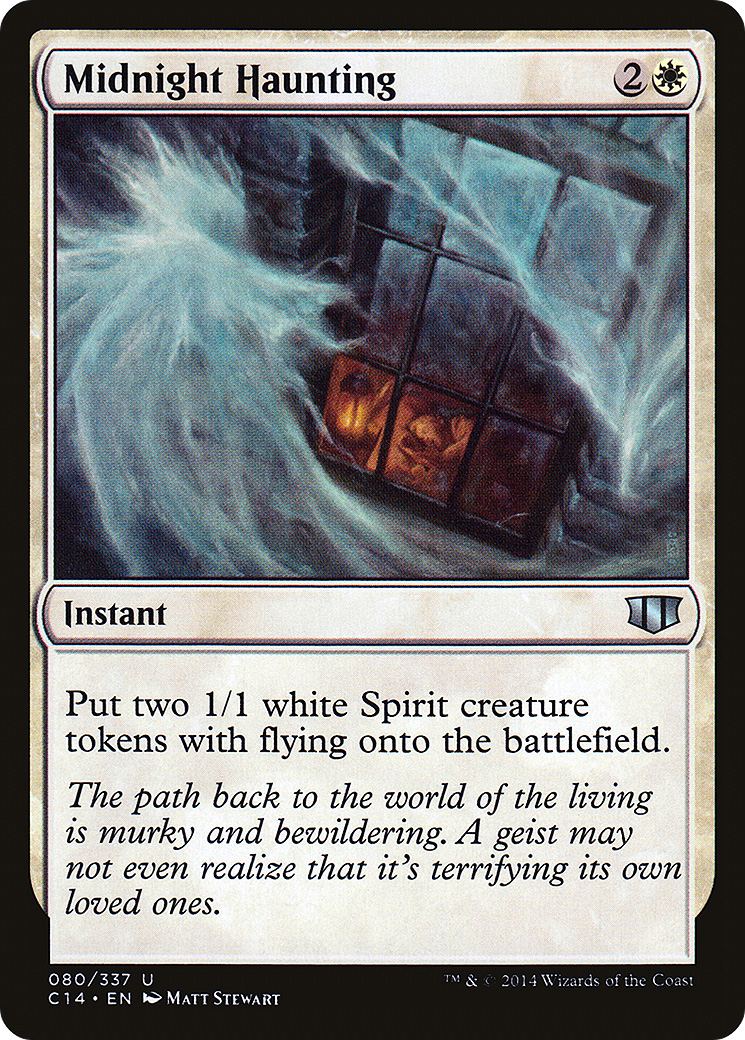 Midnight Haunting 2
Instant
Put two 1/1 white Spirit creature
tokens with flying onto the battlefield.
The path back to the world of the living
is murky and bewildering. A geist may
not even realize that it's terrifying its own
loved ones.
080/337 U
™ & © 2014 Wizards of the Coast
C14 • EN Matt Stewart